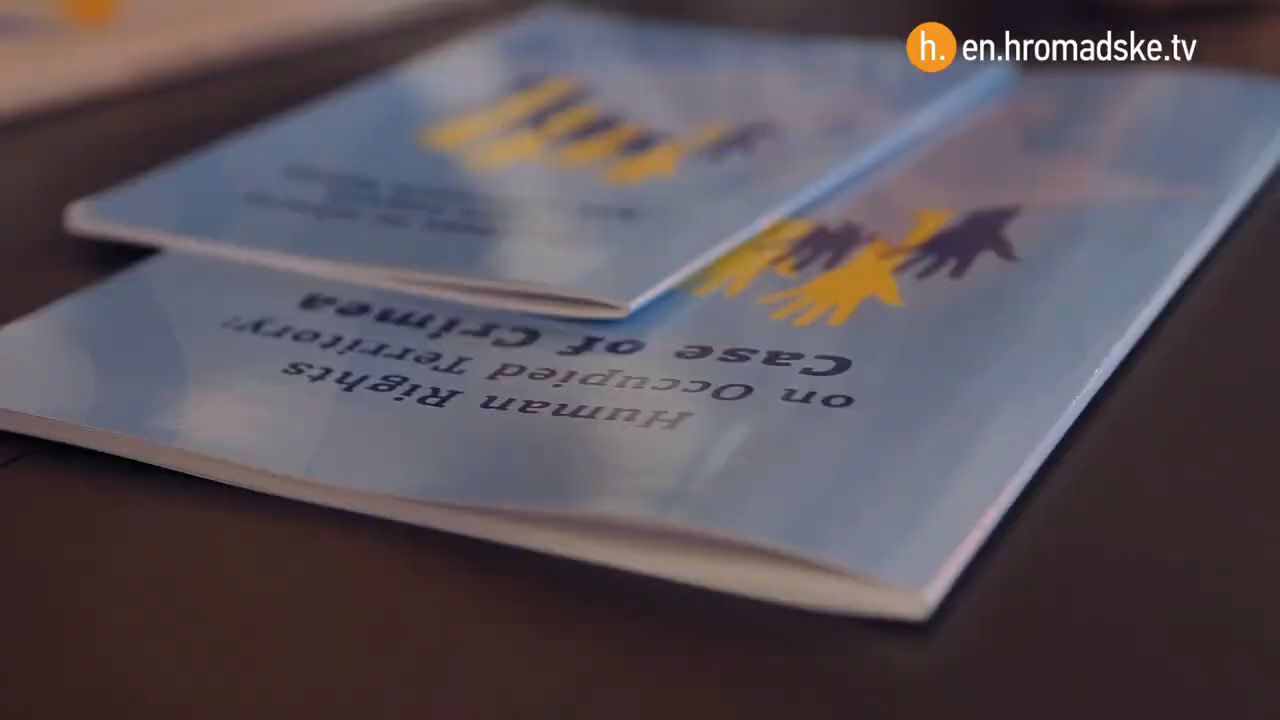 h. en.hromadske.tv
Human Rights
on Occupied Territory:
Case of Crimea